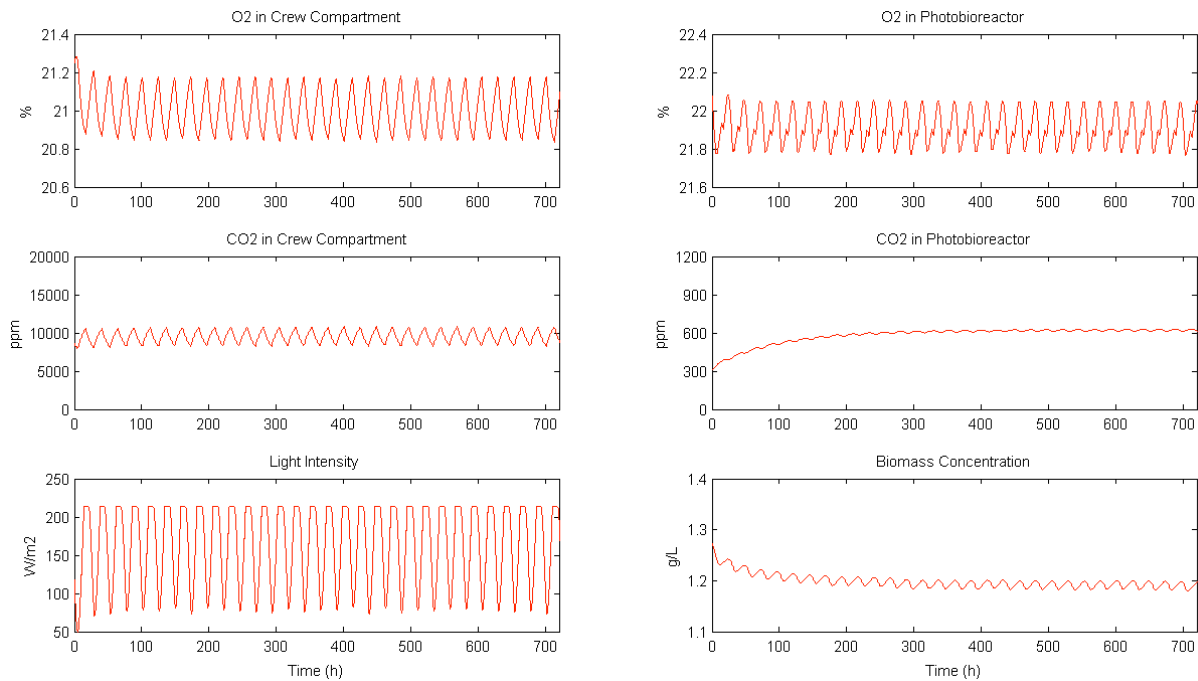 O2 in Crew Compartment
22.4
21.2
%
21
20.8
20.6
0 100 200 300 400 500 600 700
O2 in Photobioreactor
22.4
22.2
%
22
21.8
21.6
0 100 200 300 400 500 600 700
CO2 in Crew Compartment
20000
15000
ppm
10000
5000
0
0 100 200 300 400 500 600 700
CO2 in Photobioreactor
1200
900
ppm
600
300
0
0 100 200 300 400 500 600 700
Light Intensity
250
200
W/m2
150
100
50
0 100 200 300 400 500 600 700
Time (h)
Biomass Concentration
1.4
1.3
g/L
1.2
1.1
0 100 200 300 400 500 600 700
Time (h)